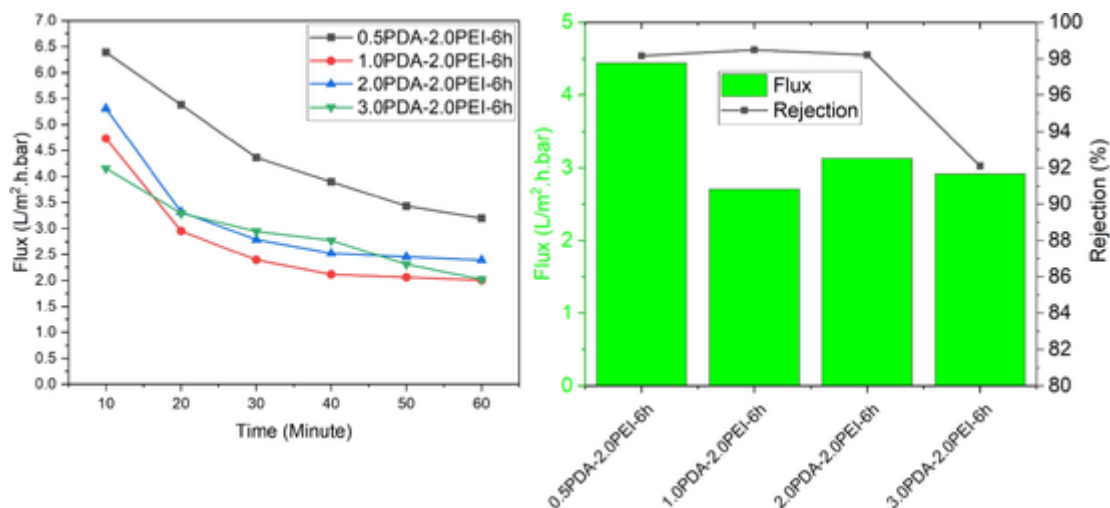 7.0
6.5
6.0
5.5
5.0
4.5
4.0
3.5
3.0
2.5
2.0
1.5
1.0
0.5
0.0
Flux (L/m².h.bar)
0.5PDA-2.0PEI-6h
1.0PDA-2.0PEI-6h
2.0PDA-2.0PEI-6h
3.0PDA-2.0PEI-6h
10 20 30 40 50 60
Time (Minute)
5
4
3
2
1
0
Flux (L/m².h.bar)
Flux
Rejection
100
98
96
94
92
90
88
86
84
82
80
Rejection (%)
0.5PDA-2.0PEI-6h
1.0PDA-2.0PEI-6h
2.0PDA-2.0PEI-6h
3.0PDA-2.0PEI-6h